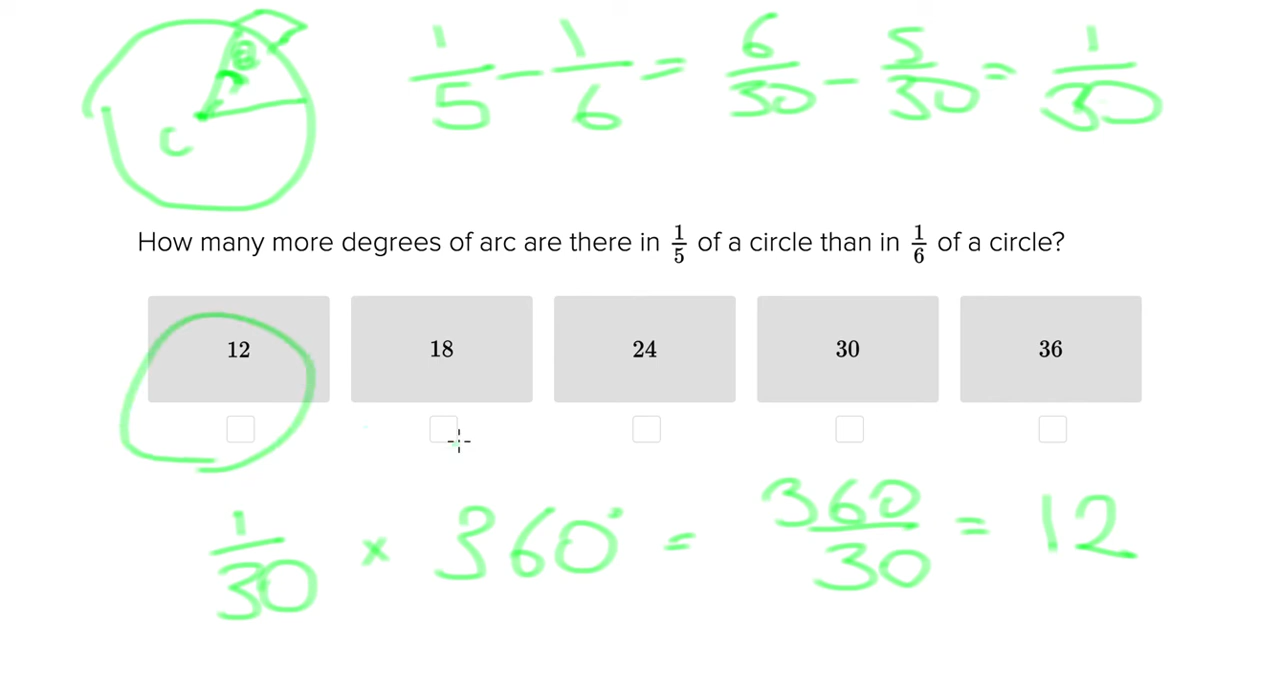 1/5 - 1/6 = 6/30 - 5/30 = 1/30
C
How many more degrees of arc are there in 1/5 of a circle than in 1/6 of a circle?
12 18 24 30 36
1/30 × 360° = 360/30 = 12